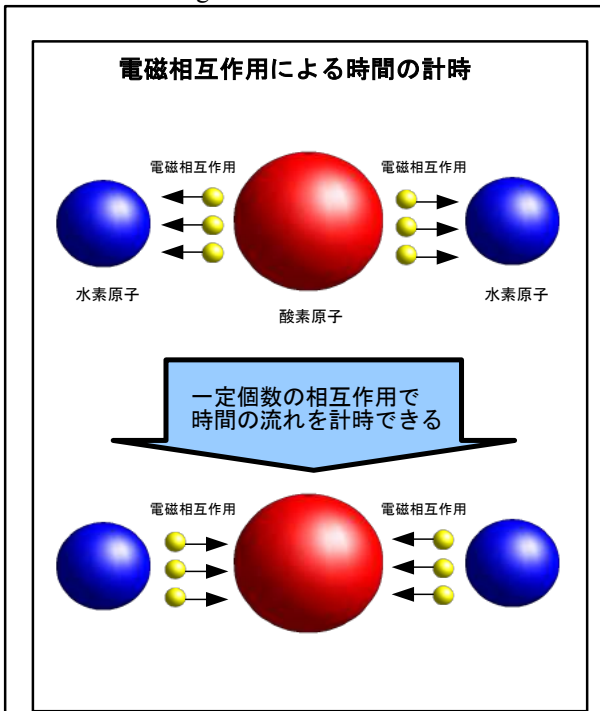 電磁相互作用による時間の計時
電磁相互作用
電磁相互作用
水素原子
酸素原子
水素原子
一定個数の相互作用で
時間の流れを計時できる
電磁相互作用
電磁相互作用